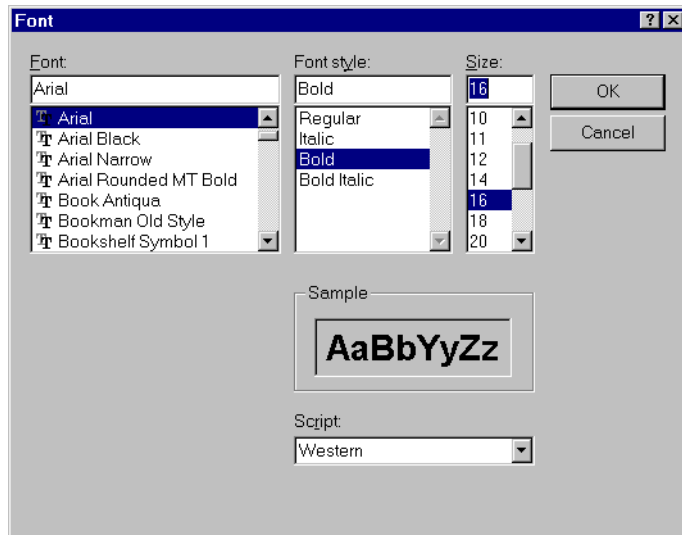 Font
Font:
Arial
Arial
Arial Black
Arial Narrow
Arial Rounded MT Bold
Book Antiqua
Bookman Old Style
Bookshelf Symbol 1
Font style:
Bold
Regular
Italic
Bold
Bold Italic
Size:
16
10
11
12
14
16
18
20
OK
Cancel
Sample
AaBbYyZz
Script:
Western